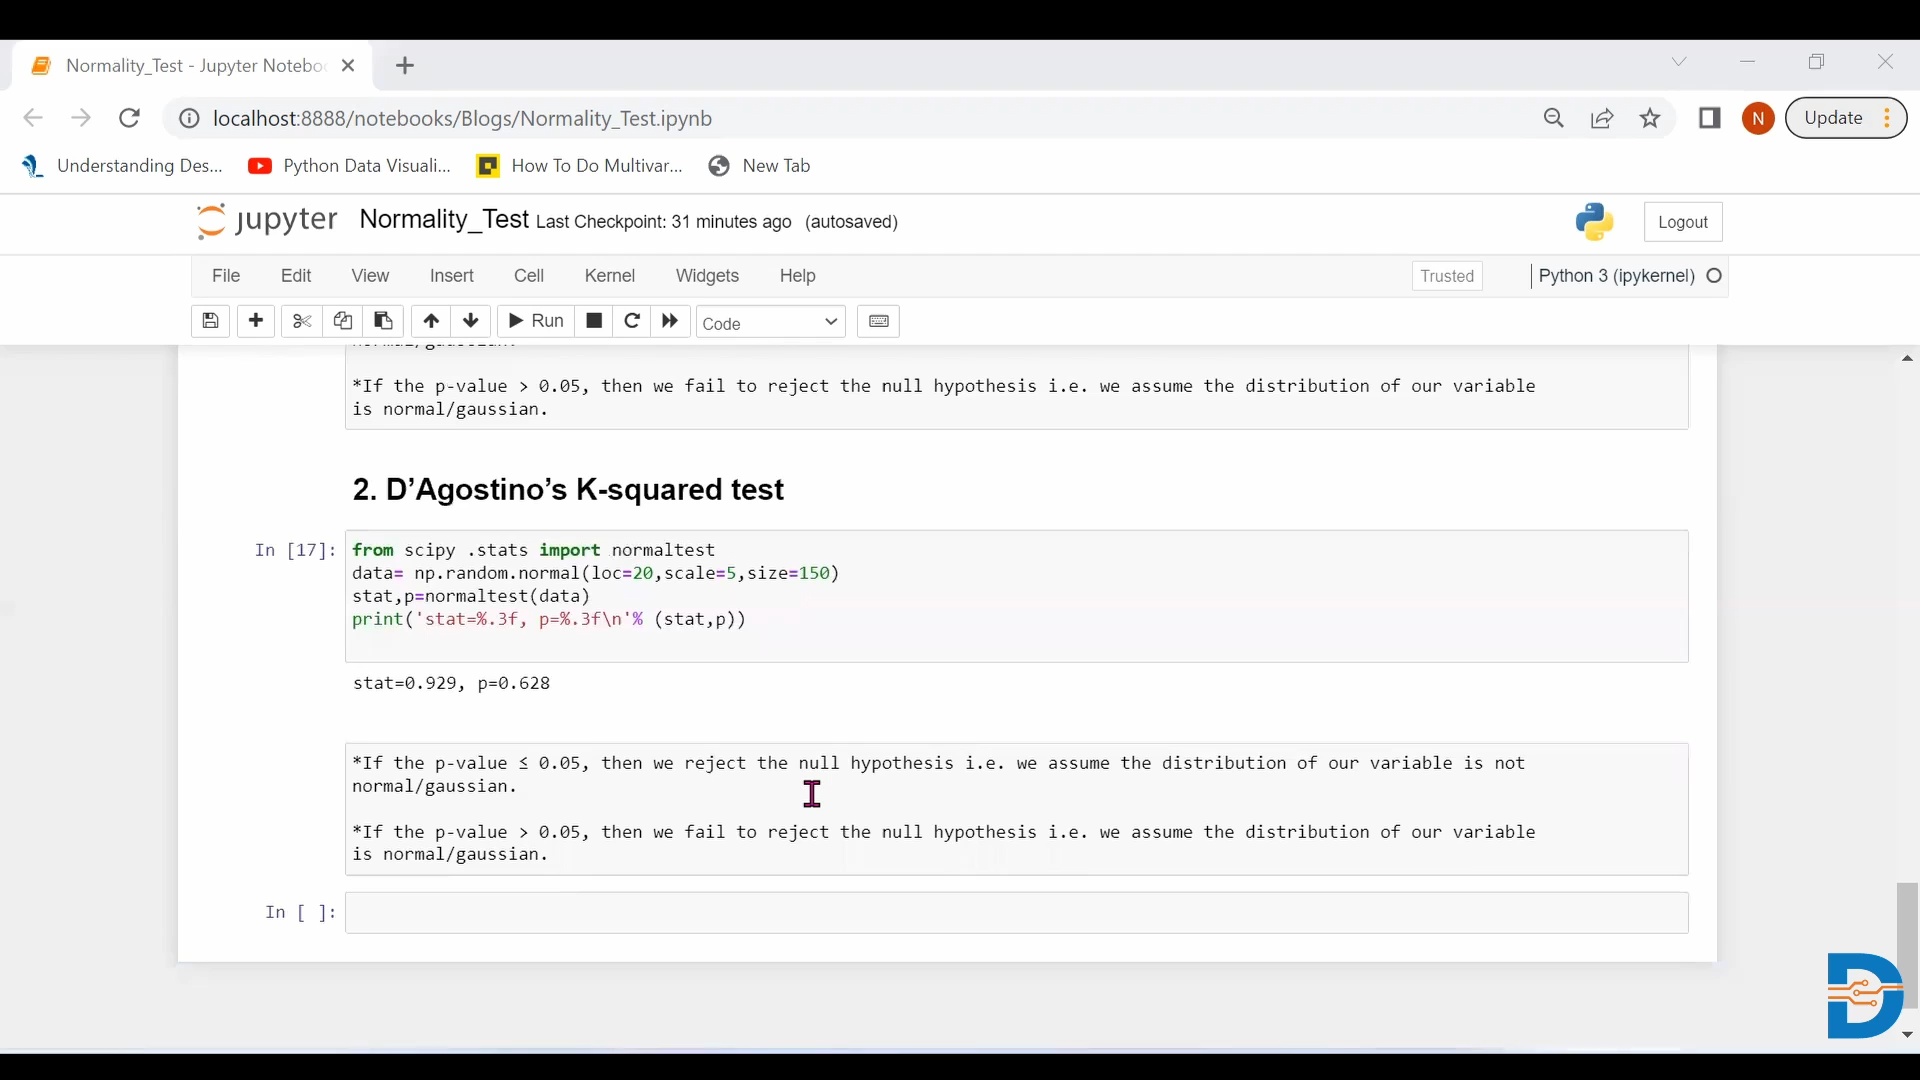 Normality_Test - Jupyter Notebo
localhost:8888/notebooks/Blogs/Normality_Test.ipynb
N
Update
Understanding Des...
Python Data Visuali...
How To Do Multivar...
New Tab
jupyter
Normality_Test Last Checkpoint: 31 minutes ago (autosaved)
Logout
File Edit View Insert Cell Kernel Widgets Help
Trusted
Python 3 (ipykernel)
Run
Code
*If the p-value > 0.05, then we fail to reject the null hypothesis i.e. we assume the distribution of our variable
is normal/gaussian.
2. D’Agostino’s K-squared test
In [17]:
from scipy .stats import normaltest
data= np.random.normal(loc=20,scale=5,size=150)
stat,p=normaltest(data)
print('stat=%.3f, p=%.3f\n'% (stat,p))
stat=0.929, p=0.628
*If the p-value ≤ 0.05, then we reject the null hypothesis i.e. we assume the distribution of our variable is not
normal/gaussian.
*If the p-value > 0.05, then we fail to reject the null hypothesis i.e. we assume the distribution of our variable
is normal/gaussian.
In [ ]:
D